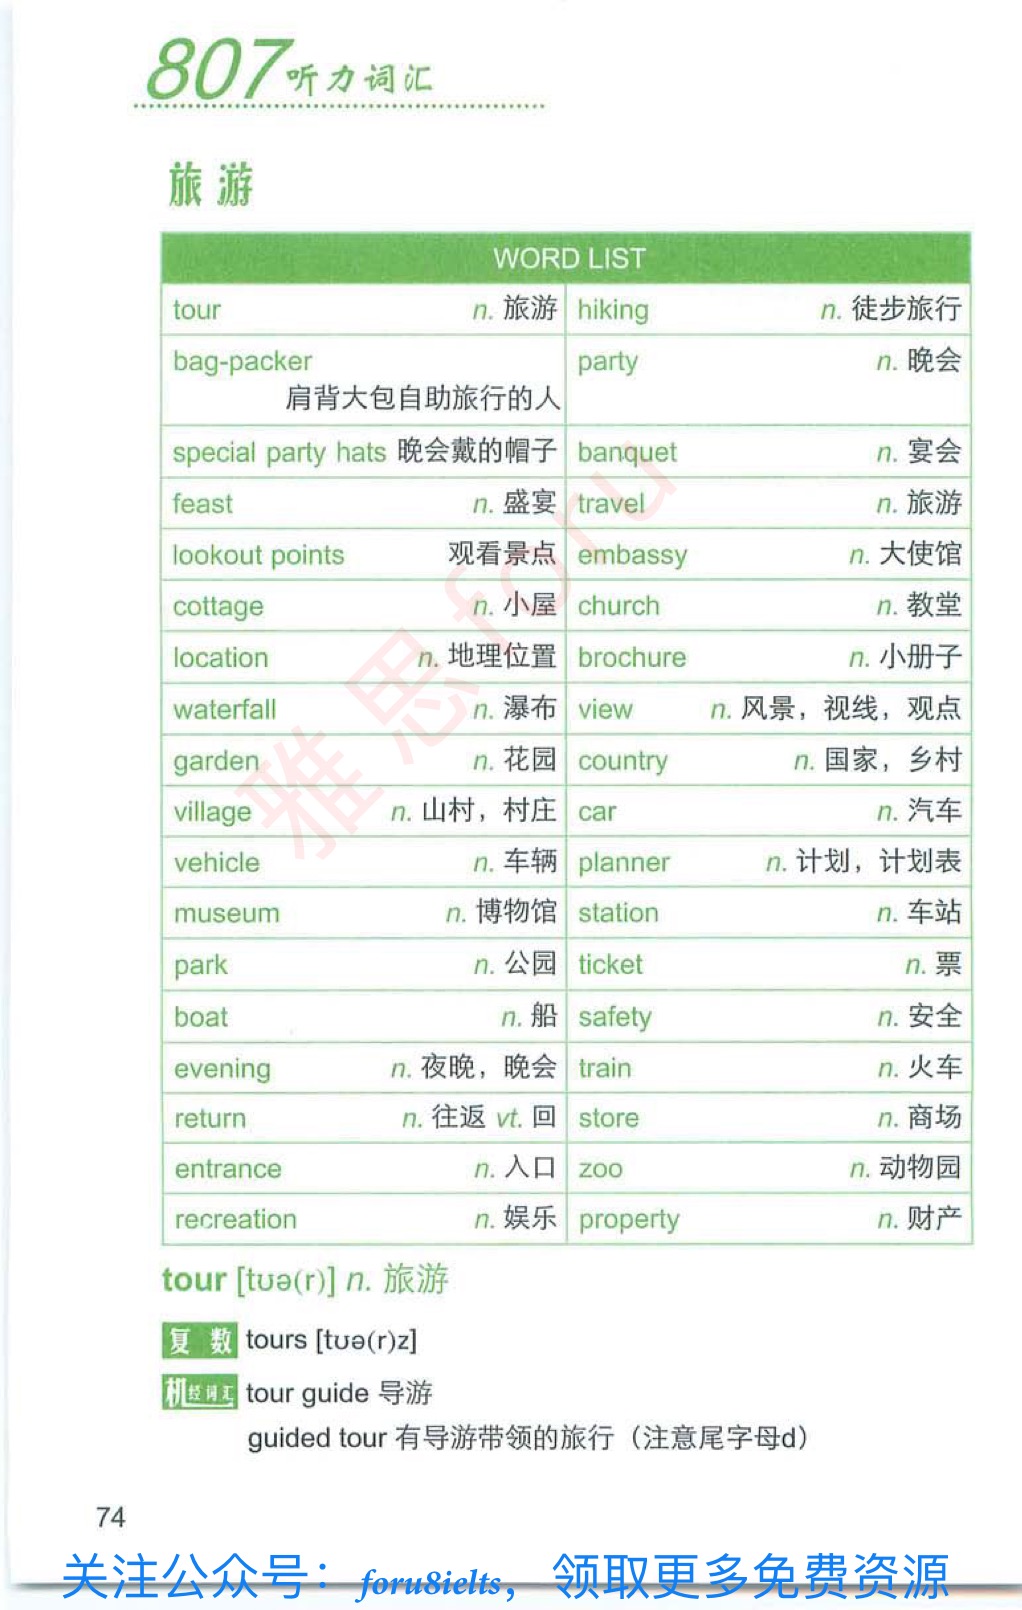 807听力词汇
旅游
WORD LIST
tour n. 旅游 hiking n. 徒步旅行
bag-packer party n. 晚会
肩背大包自助旅行的人
special party hats 晚会戴的帽子 banquet n. 宴会
feast n. 盛宴 travel n. 旅游
lookout points 观看景点 embassy n. 大使馆
cottage n. 小屋 church n. 教堂
location n. 地理位置 brochure n. 小册子
waterfall n. 瀑布 view n. 风景，视线，观点
garden n. 花园 country n. 国家，乡村
village n. 山村，村庄 car n. 汽车
vehicle n. 车辆 planner n. 计划，计划表
museum n. 博物馆 station n. 车站
park n. 公园 ticket n. 票
boat n. 船 safety n. 安全
evening n. 夜晚，晚会 train n. 火车
return n. 往返 vt. 回 store n. 商场
entrance n. 入口 zoo n. 动物园
recreation n. 娱乐 property n. 财产
雅思foru
tour [tʊə(r)] n. 旅游
复数 tours [tʊə(r)z]
机经词汇 tour guide 导游
guided tour 有导游带领的旅行（注意尾字母d）
74
关注公众号：foru8ielts，领取更多免费资源